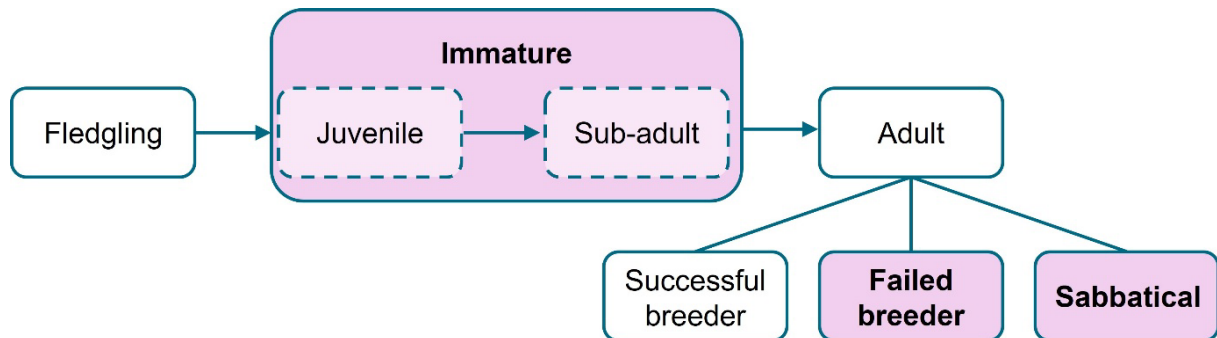 Immature
Fledgling
Juvenile
Sub-adult
Adult
Successful
breeder
Failed
breeder
Sabbatical